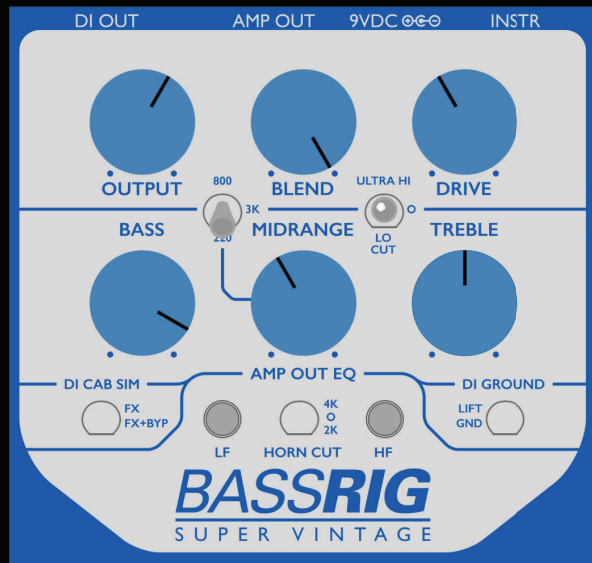 DI OUT
AMP OUT
9VDC
INSTR
OUTPUT
BLEND
DRIVE
800
3K
220
ULTRA HI
O
LO
CUT
BASS
MIDRANGE
TREBLE
DI CAB SIM
AMP OUT EQ
DI GROUND
FX
FX+BYP
4K
O
2K
LIFT
GND
LF
HORN CUT
HF
BASSRIG
SUPER VINTAGE